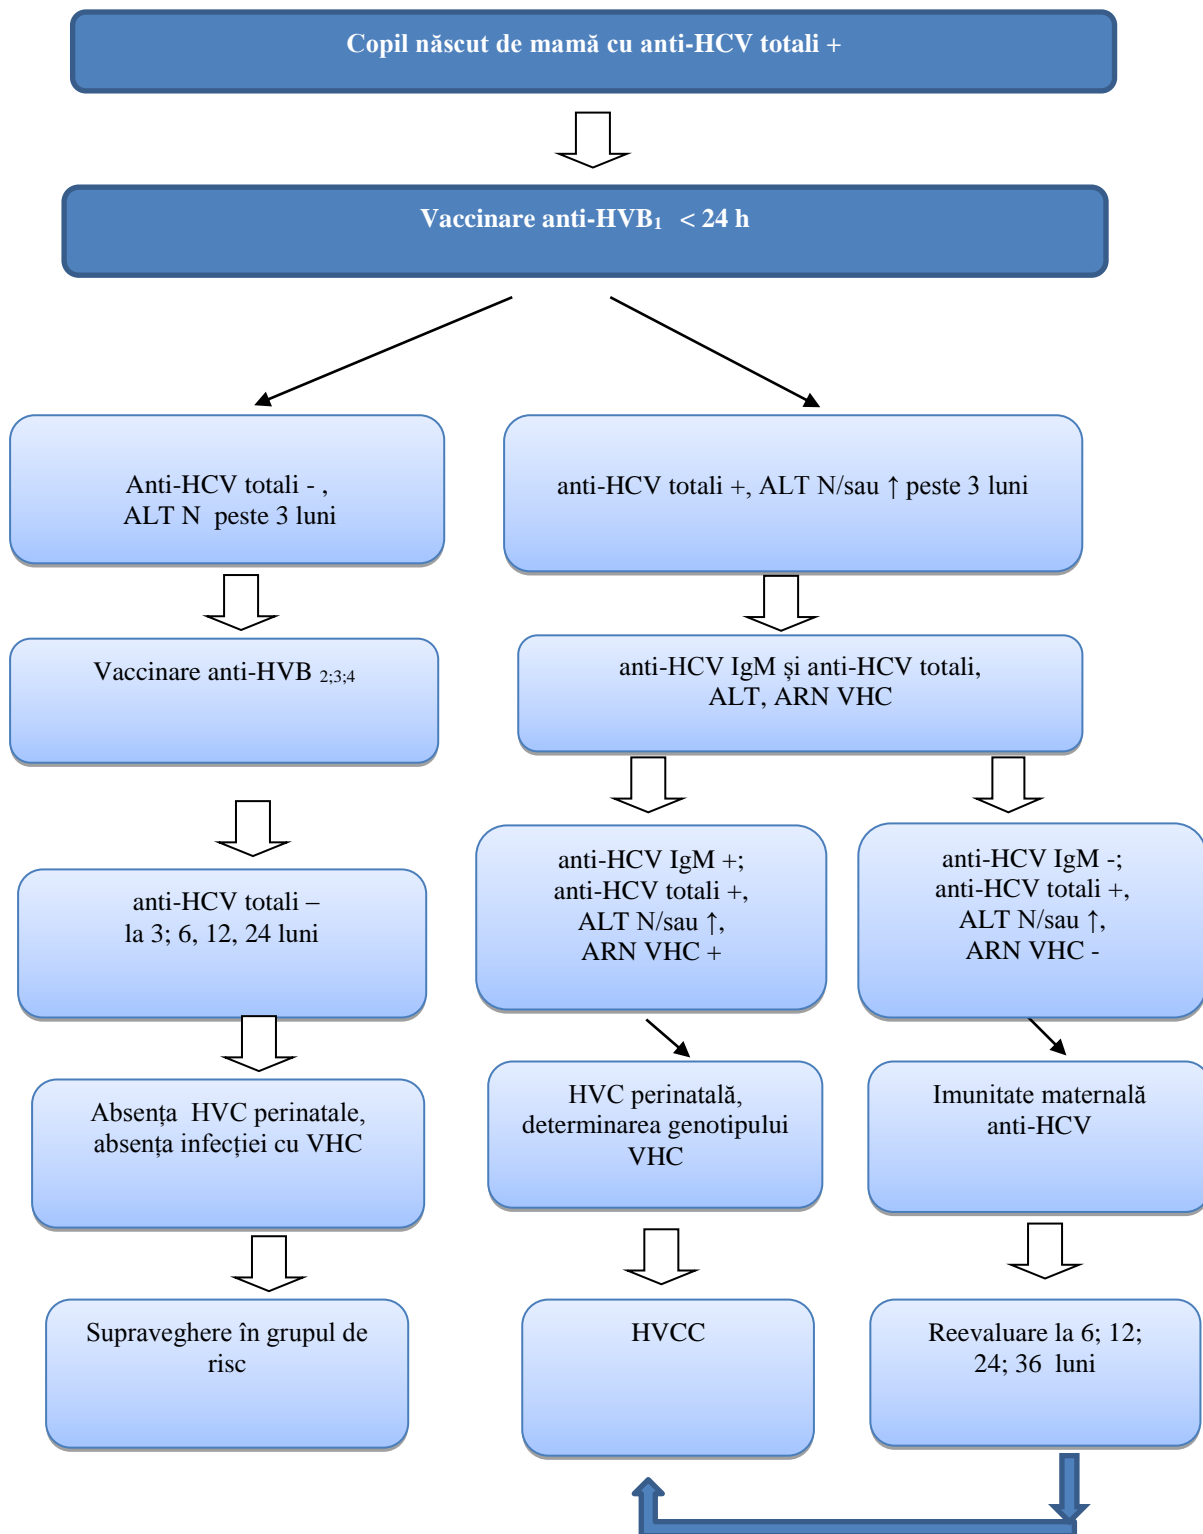 Copil născut de mamă cu anti-HCV totali +
Vaccinare anti-HVB₁ < 24 h
Anti-HCV totali - ,
ALT N peste 3 luni
anti-HCV totali +, ALT N/sau ↑ peste 3 luni
Vaccinare anti-HVB 2;3;4
anti-HCV IgM și anti-HCV totali,
ALT, ARN VHC
anti-HCV totali –
la 3; 6, 12, 24 luni
anti-HCV IgM +;
anti-HCV totali +,
ALT N/sau ↑,
ARN VHC +
anti-HCV IgM -;
anti-HCV totali +,
ALT N/sau ↑,
ARN VHC -
Absența HVC perinatale,
absența infecției cu VHC
HVC perinatală,
determinarea genotipului
VHC
Imunitate maternală
anti-HCV
Supraveghere în grupul de
risc
HVCC
Reevaluare la 6; 12;
24; 36 luni